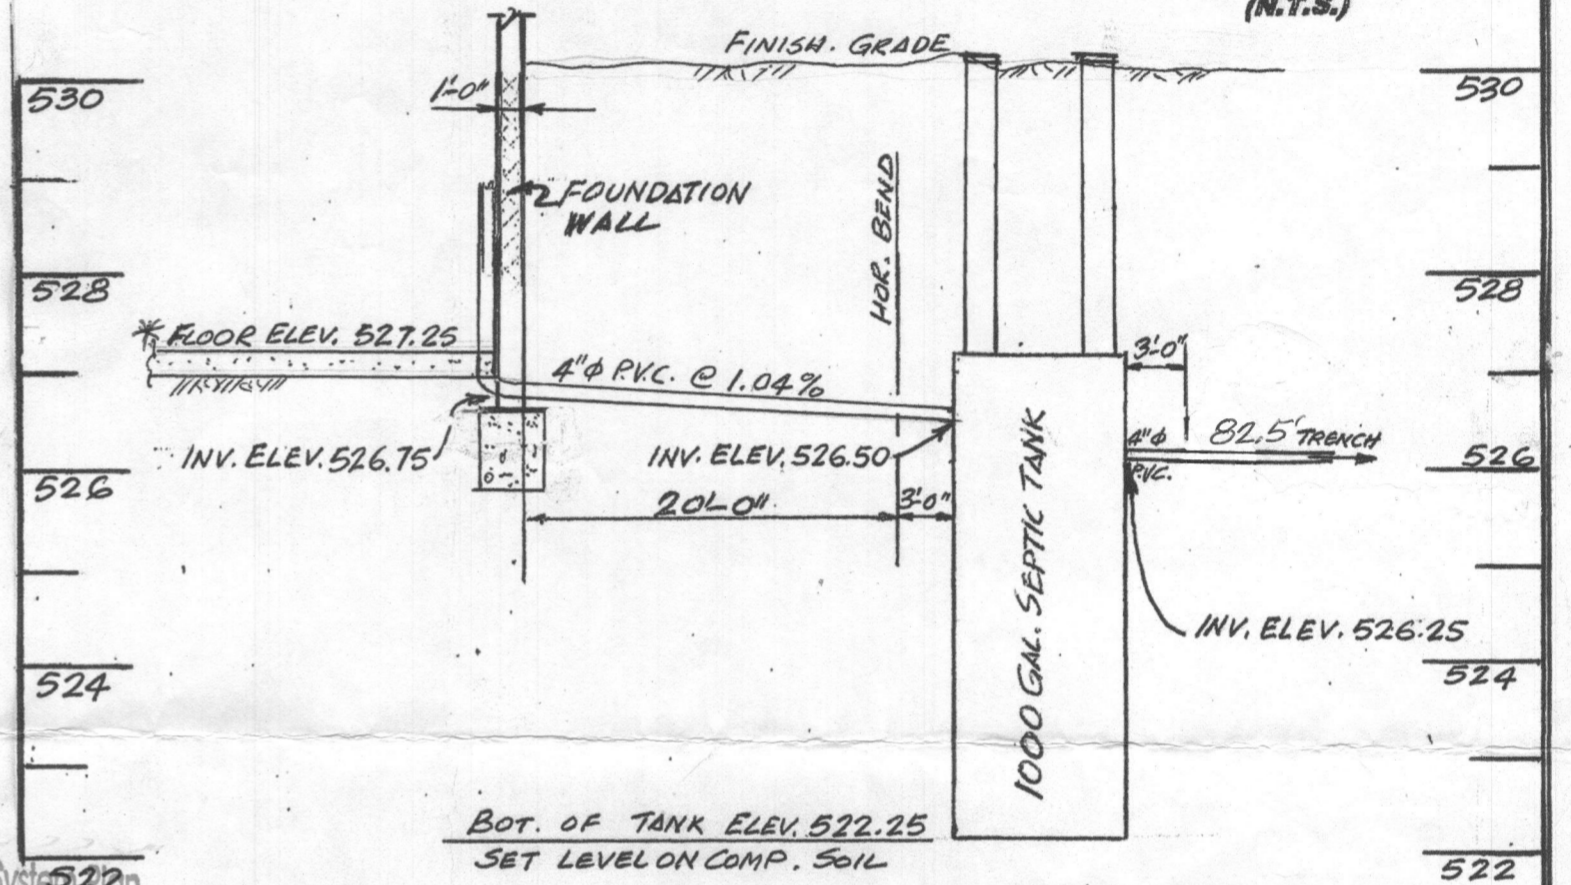 (N.T.S.)
FINISH. GRADE
530
530
1'-0"
FOUNDATION
WALL
HOR. BEND
528
528
* FLOOR ELEV. 527.25
3'-0"
4"φ P.V.C. @ 1.04%
4"φ
82.5' TRENCH
P.V.C.
INV. ELEV. 526.75
INV. ELEV. 526.50
526
526
20'-0"
3'-0"
1000 GAL. SEPTIC TANK
INV. ELEV. 526.25
524
524
BOT. OF TANK ELEV. 522.25
SET LEVEL ON COMP. SOIL
522
522